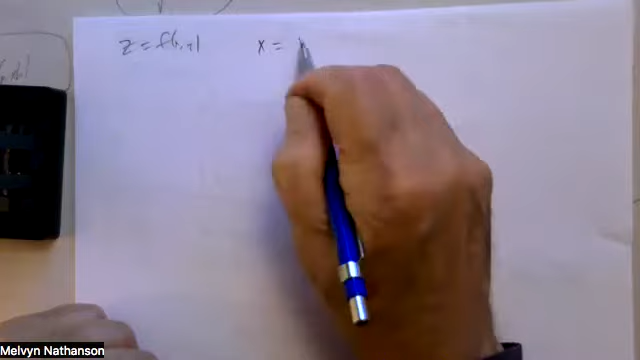 z = f(x,y)    x =
Melvyn Nathanson